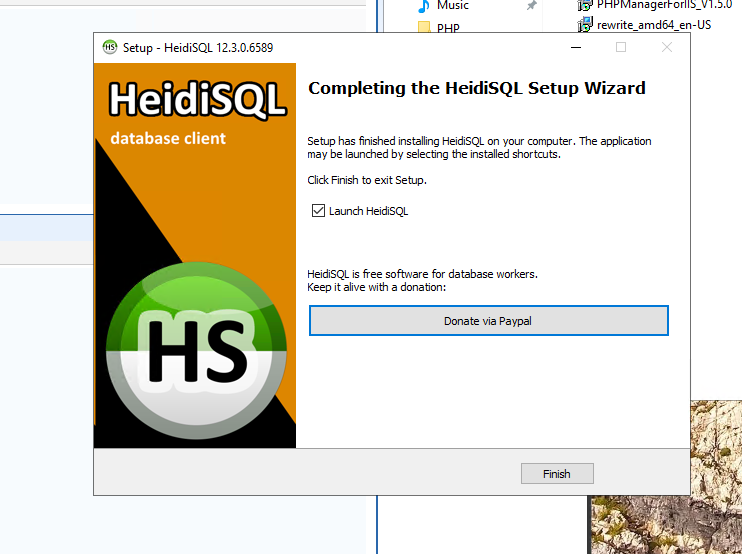 Music
PHPManagerForIIS_V1.5.0
PHP
rewrite_amd64_en-US
HS
Setup - HeidiSQL 12.3.0.6589
HeidiSQL
database client
HS
Completing the HeidiSQL Setup Wizard
Setup has finished installing HeidiSQL on your computer. The application
may be launched by selecting the installed shortcuts.
Click Finish to exit Setup.
Launch HeidiSQL
HeidiSQL is free software for database workers.
Keep it alive with a donation:
Donate via Paypal
Finish